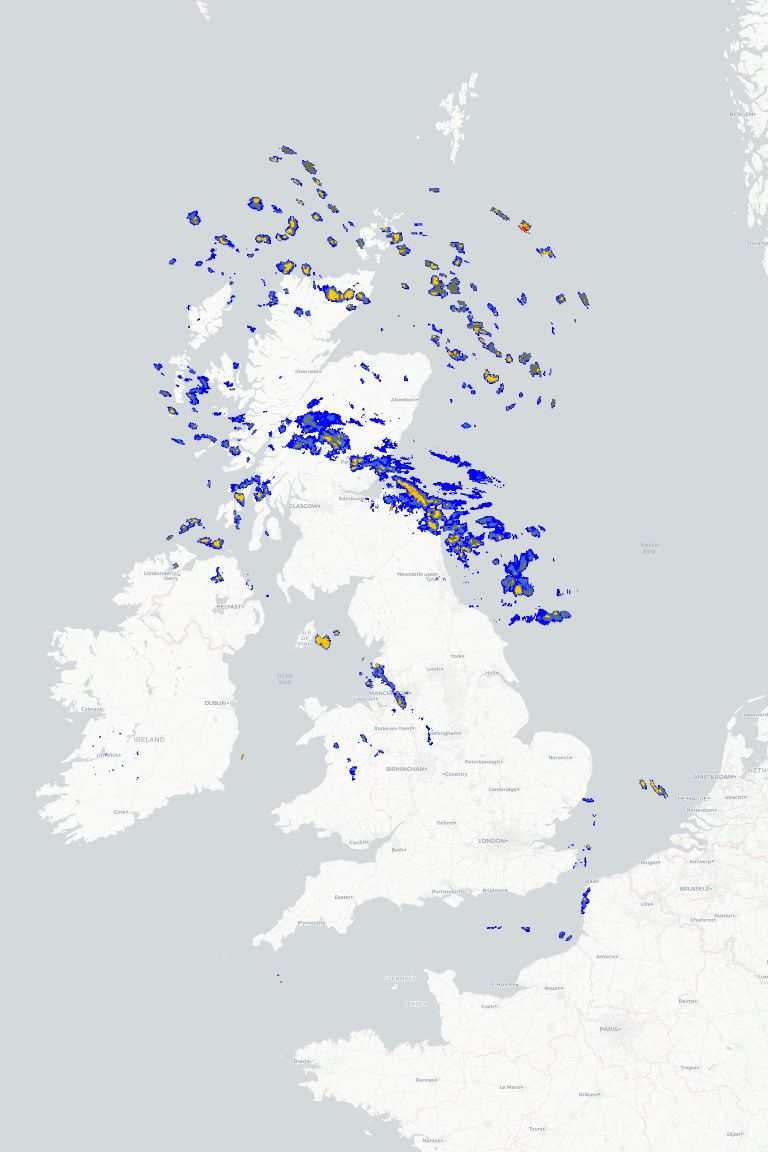 BERGEN
Inverness
Aberdeen
Edinburgh
GLASGOW
North
Sea
Londonderry
Derry
Newcastle upon
Tyne
BELFAST
ISLE
OF
MAN
York
Leeds
Hull
Irish
Sea
MANCHESTER
Liverpool
DUBLIN
Galway
Stoke-on-Trent
Nottingham
IRELAND
Limerick
Norwich
Peterborough
BIRMINGHAM
Coventry
AMSTERDAM
Cambridge
THE HAGUE
Utrecht
Rotterdam
Cork
Oxford
Cardiff
Bath
LONDON
Bruges
Antwerp
Calais
BRUSSELS
Portsmouth
Brighton
Exeter
Lille
Charleroi
Namur
Plymouth
Amiens
GUERNSEY
LE HAVRE
Rouen
JERSEY
Caen
Reims
PARIS
Brest
Troyes
Rennes
Le Mans
Orléans
Tours
Dijon
Nantes